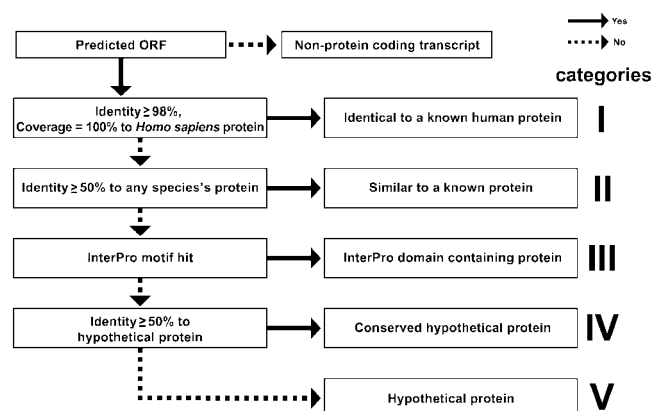 Yes
No
categories
Predicted ORF
Non-protein coding transcript
Identity ≥ 98%,
Coverage = 100% to Homo sapiens protein
Identical to a known human protein
I
Identity ≥ 50% to any species's protein
Similar to a known protein
II
InterPro motif hit
InterPro domain containing protein
III
Identity ≥ 50% to
hypothetical protein
Conserved hypothetical protein
IV
Hypothetical protein
V